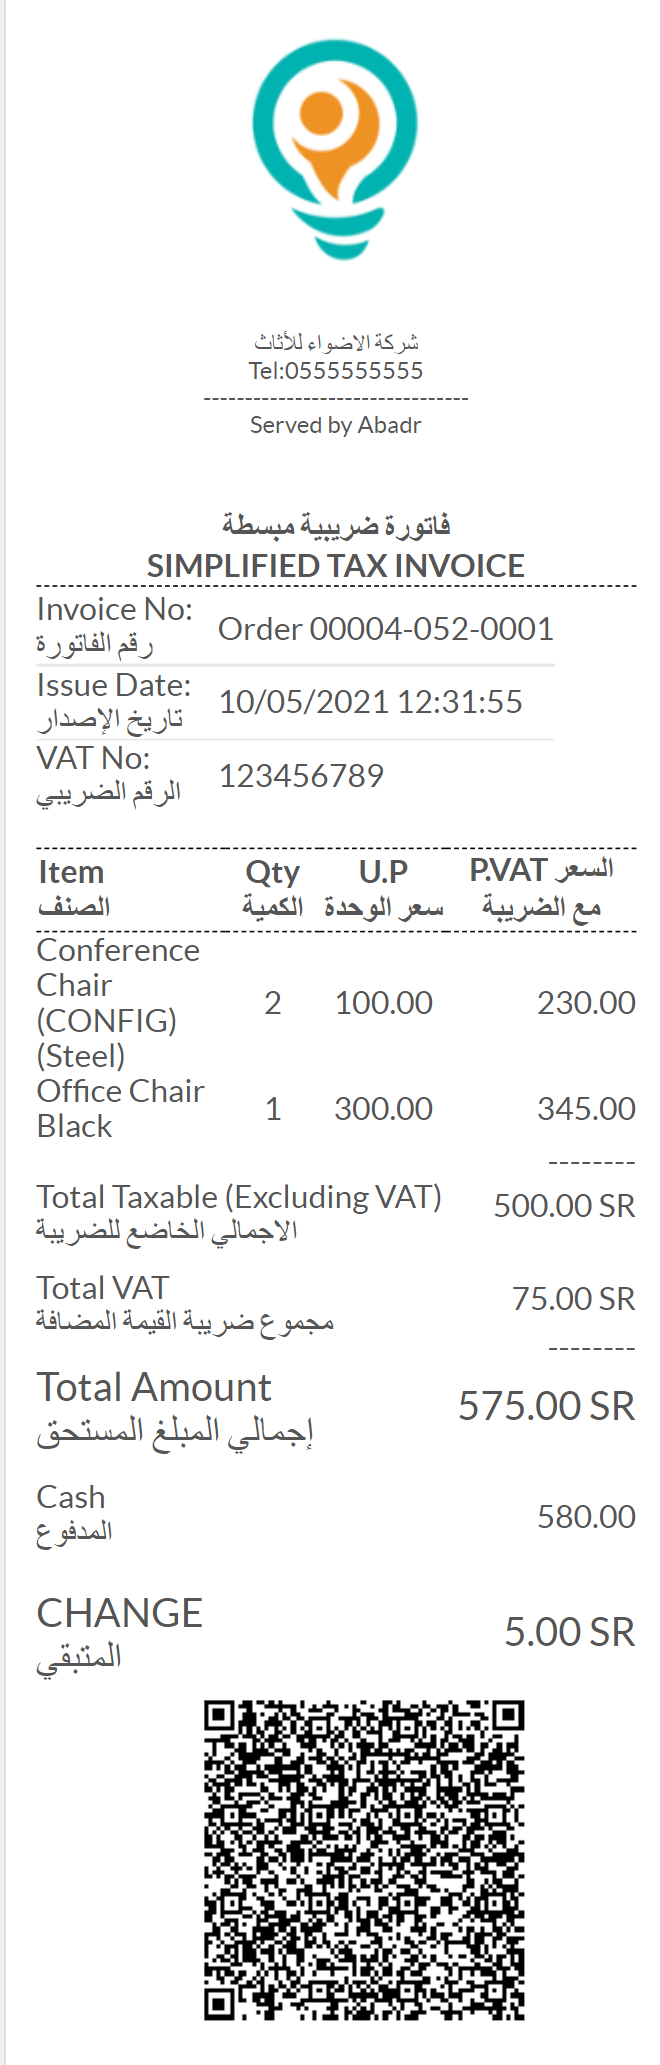 شركة الاضواء للأثاث
Tel:0555555555
--------------------------------
Served by Abadr
فاتورة ضريبية مبسطة
SIMPLIFIED TAX INVOICE
Invoice No:
رقم الفاتورة
Order 00004-052-0001
Issue Date:
تاريخ الإصدار
10/05/2021 12:31:55
VAT No:
الرقم الضريبي
123456789
Item Qty U.P P.VAT السعر
الصنف الكمية سعر الوحدة مع الضريبة
Conference
Chair
(CONFIG)
(Steel)
2 100.00 230.00
Office Chair
Black
1 300.00 345.00
--------
Total Taxable (Excluding VAT)
الاجمالي الخاضع للضريبة
500.00 SR
Total VAT
مجموع ضريبة القيمة المضافة
75.00 SR
--------
Total Amount
إجمالي المبلغ المستحق
575.00 SR
Cash
المدفوع
580.00
CHANGE
المتبقي
5.00 SR